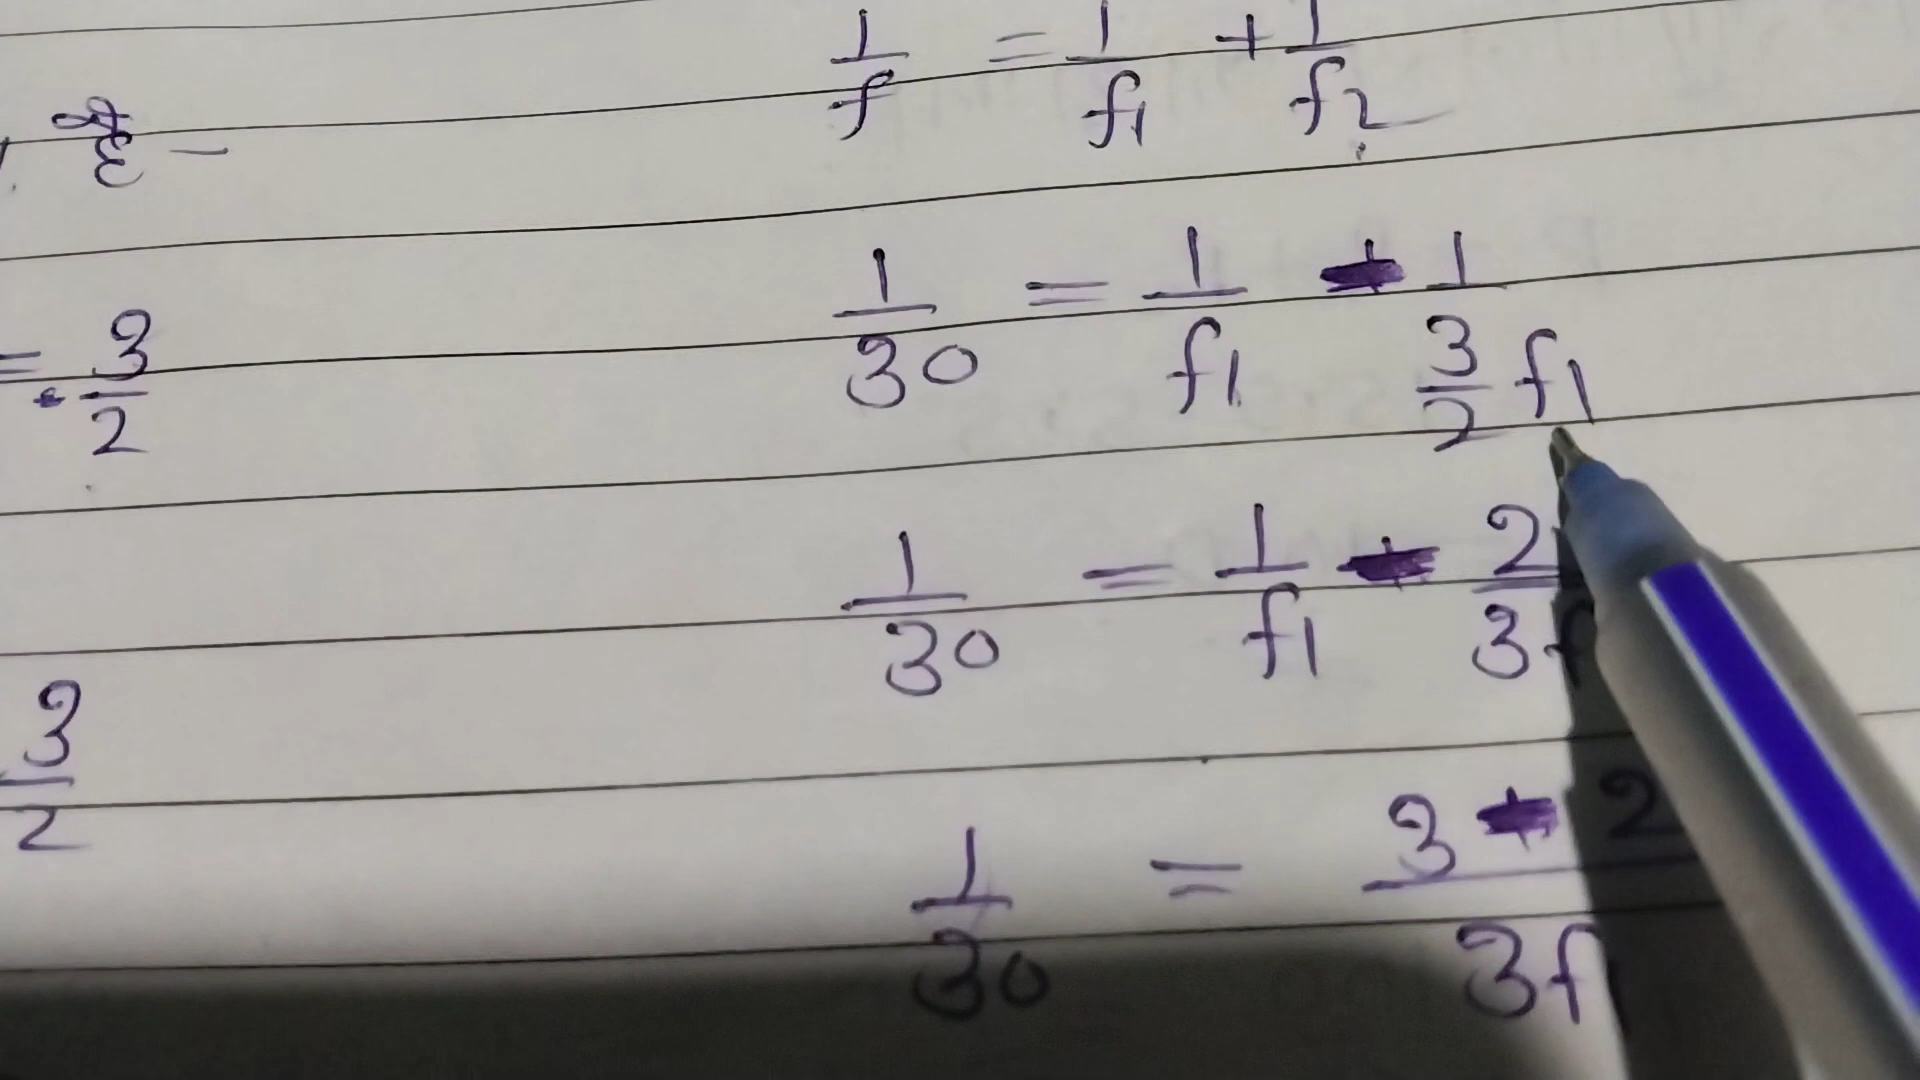 1/f = 1/f1 + 1/f2
= 3/2
1/30 = 1/f1 - 1/(3/2 f1)
1/30 = 1/f1 - 2/3f
3/2
1/30 = (3 - 2)/3f